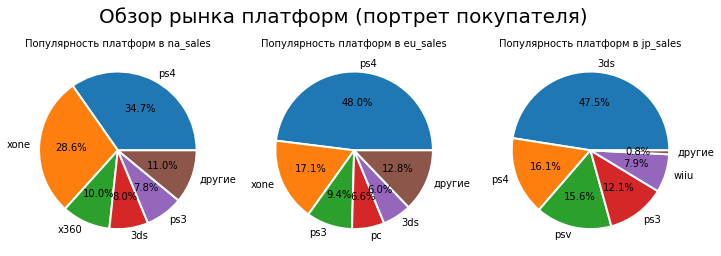 Обзор рынка платформ (портрет покупателя)
Популярность платформ в na_sales
ps4
34.7%
xone
28.6%
x360
10.0%
3ds
8.0%
ps3
7.8%
другие
11.0%
Популярность платформ в eu_sales
ps4
48.0%
xone
17.1%
ps3
9.4%
pc
6.6%
3ds
6.0%
другие
12.8%
Популярность платформ в jp_sales
3ds
47.5%
ps4
16.1%
psv
15.6%
ps3
12.1%
wiiu
7.9%
другие
0.8%